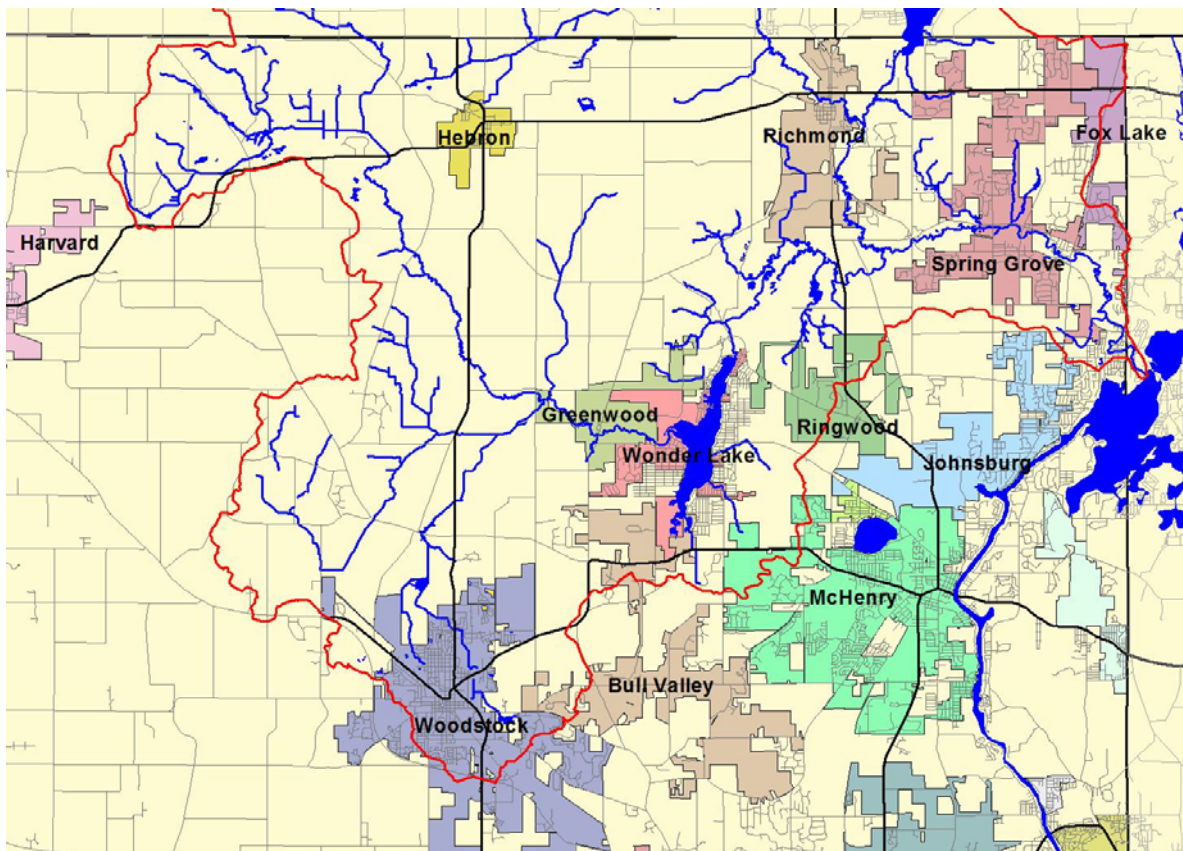 Hebron
Richmond
Fox Lake
Harvard
Spring Grove
Greenwood
Ringwood
Wonder Lake
Johnsburg
McHenry
Bull Valley
Woodstock